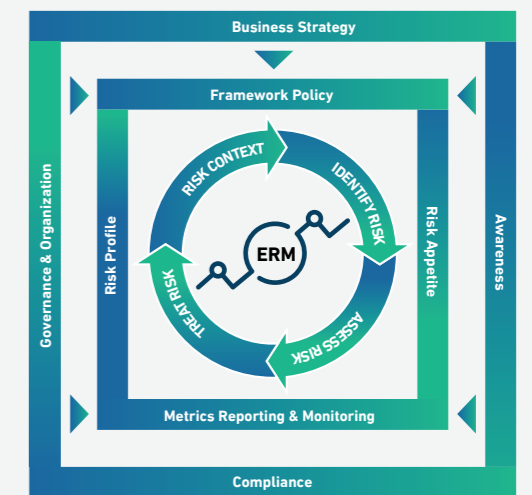 Business Strategy
Framework Policy
Governance & Organization
Risk Profile
RISK CONTEXT
IDENTIFY RISK
ERM
TREAT RISK
ASSESS RISK
Risk Appetite
Awareness
Metrics Reporting & Monitoring
Compliance